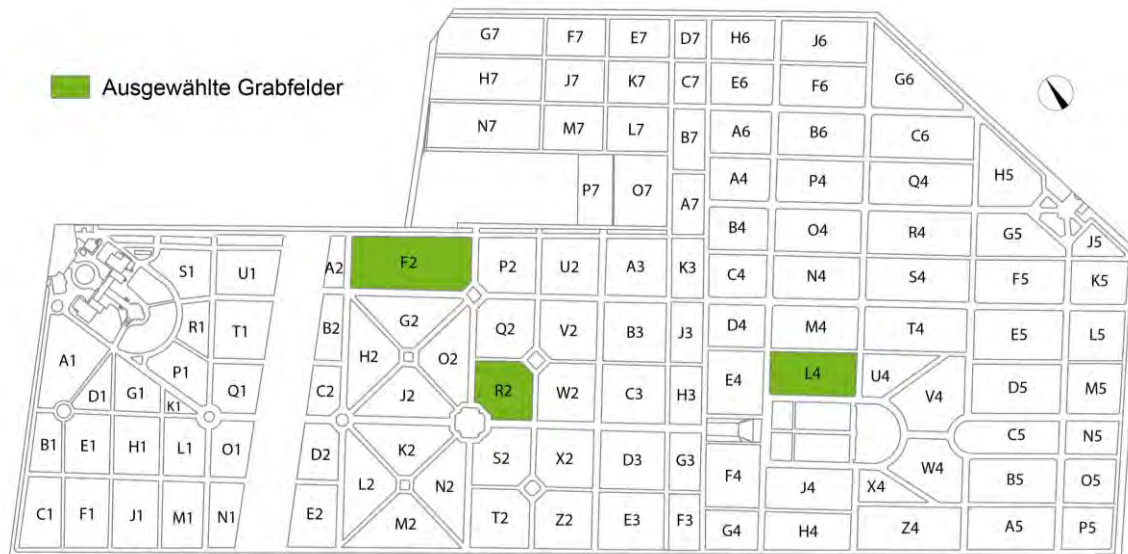 G7 F7 E7 D7 H6 J6
G6
Ausgewählte Grabfelder
H7 J7 K7 C7 E6 F6
N7 M7 L7 B7 A6 B6 C6
P7 O7 A7 A4 P4 Q4 H5
B4 O4 R4 G5 J5
S1 U1 A2 F2 P2 U2 A3 K3 C4 N4 S4 F5 K5
R1 T1 B2 G2 Q2 V2 B3 J3 D4 M4 T4 E5 L5
A1 P1 H2 O2
D1 G1 K1 Q1 C2 J2 R2 W2 C3 H3 E4 L4 U4 V4 D5 M5
B1 E1 H1 L1 O1 D2 K2 S2 X2 D3 G3 C5 N5
L2 N2 F4 J4 X4 W4 B5 O5
C1 F1 J1 M1 N1 E2 M2 T2 Z2 E3 F3 G4 H4 Z4 A5 P5